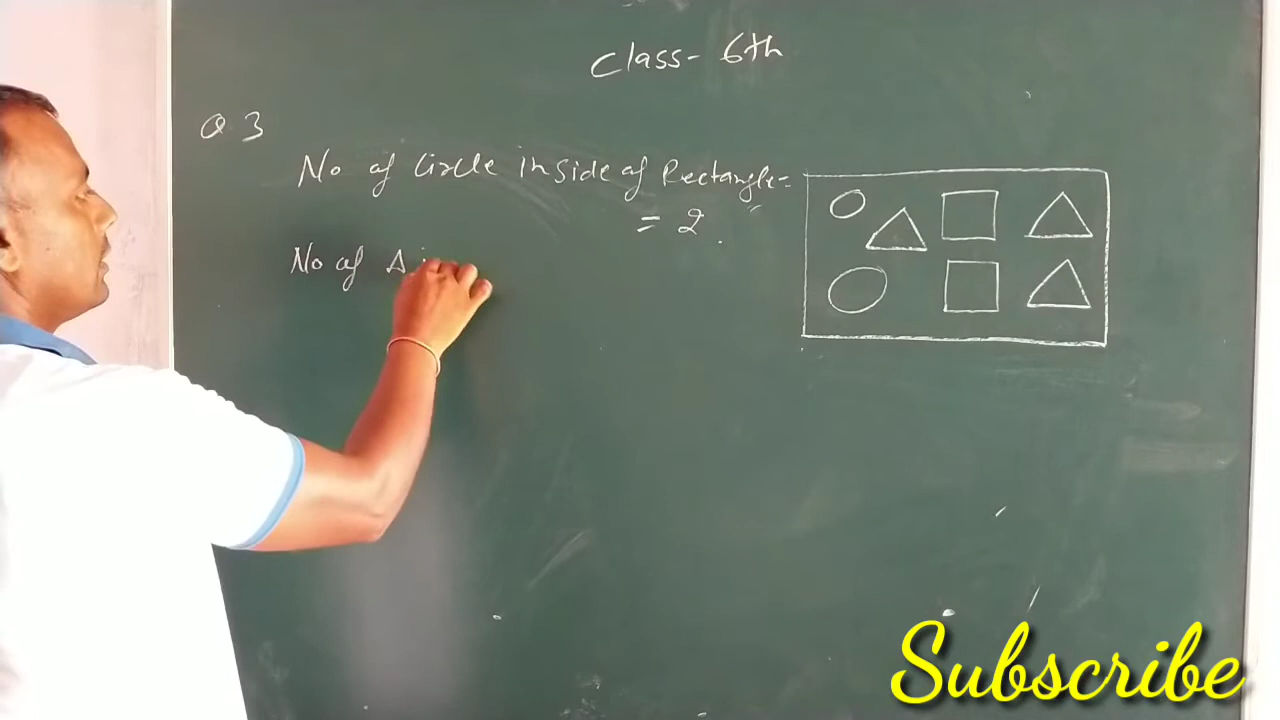 Class- 6th
Q.3
No of Circle inside of Rectangle=
= 2.
No of Δ i
Subscribe